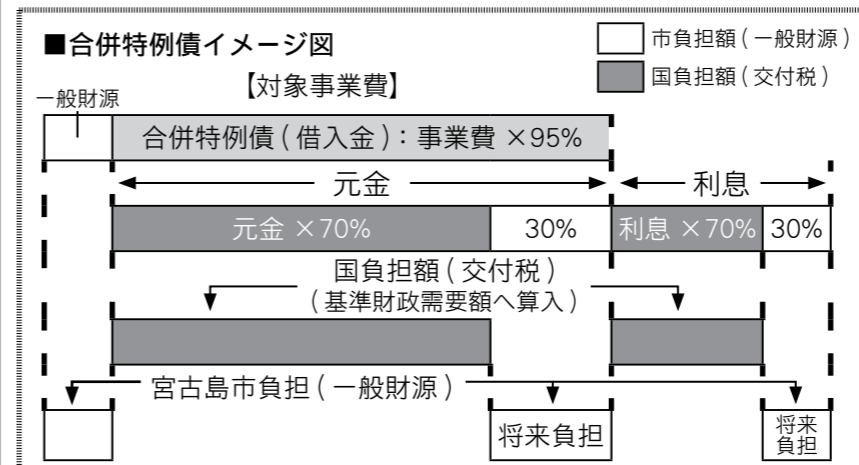 ■合併特例債イメージ図
市負担額(一般財源)
国負担額(交付税)
【対象事業費】
一般財源
合併特例債(借入金):事業費 ×95%
元金
利息
元金 ×70%
30%
利息 ×70%
30%
国負担額(交付税)
(基準財政需要額へ算入)
宮古島市負担(一般財源)
将来負担
将来
負担